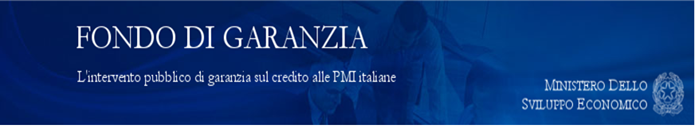 FONDO DI GARANZIA
L'intervento pubblico di garanzia sul credito alle PMI italiane
MINISTERO DELLO
SVILUPPO ECONOMICO